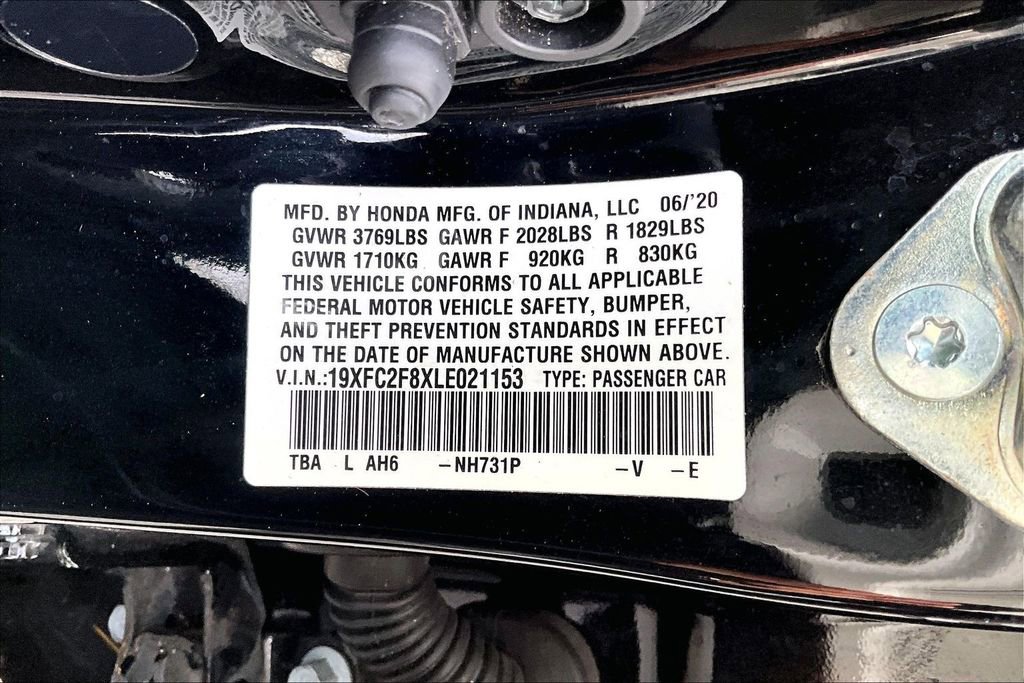 MFD. BY HONDA MFG. OF INDIANA, LLC 06/'20
GVWR 3769LBS GAWR F 2028LBS R 1829LBS
GVWR 1710KG GAWR F 920KG R 830KG
THIS VEHICLE CONFORMS TO ALL APPLICABLE
FEDERAL MOTOR VEHICLE SAFETY, BUMPER,
AND THEFT PREVENTION STANDARDS IN EFFECT
ON THE DATE OF MANUFACTURE SHOWN ABOVE.
V.I.N.:19XFC2F8XLE021153 TYPE: PASSENGER CAR
TBA L AH6 -NH731P -V -E